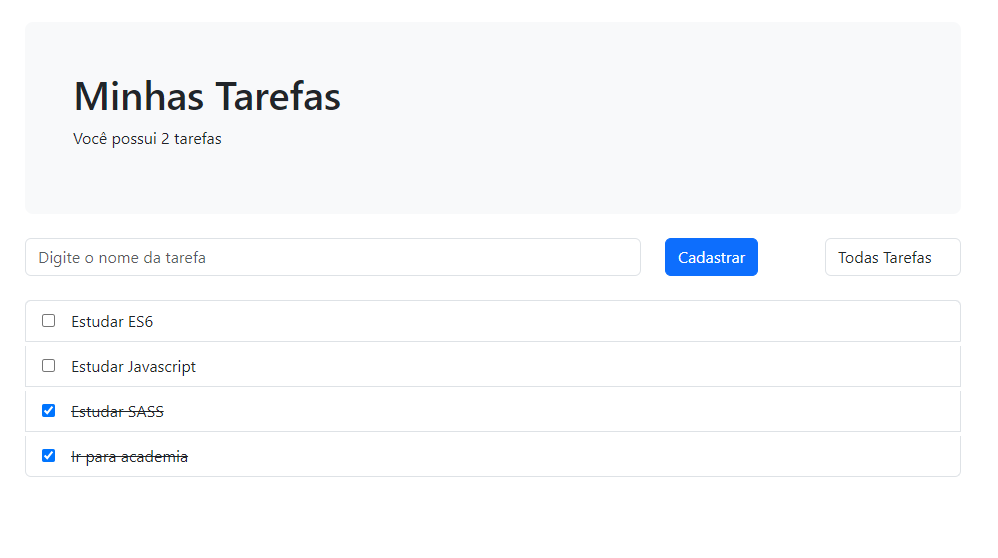 Minhas Tarefas
Você possui 2 tarefas
Digite o nome da tarefa
Cadastrar
Todas Tarefas
Estudar ES6
Estudar Javascript
Estudar SASS
Ir para academia